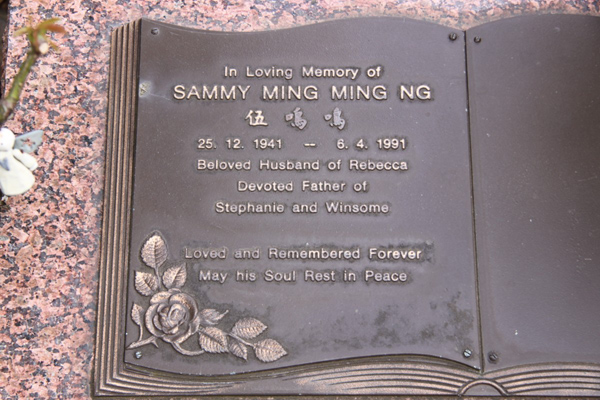 In Loving Memory of
SAMMY MING MING NG
伍 鳴 鳴
25. 12. 1941 -- 6. 4. 1991
Beloved Husband of Rebecca
Devoted Father of
Stephanie and Winsome
Loved and Remembered Forever
May his Soul Rest in Peace